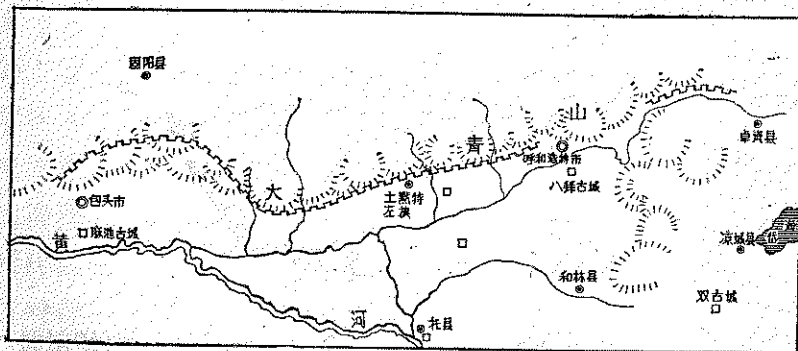 固阳县
山
卓资县
青
呼和浩特市
大
土默特
左旗
八拜古城
包头市
黄
麻池古城
凉城县
岱
海
和林县
双古城
河
托县